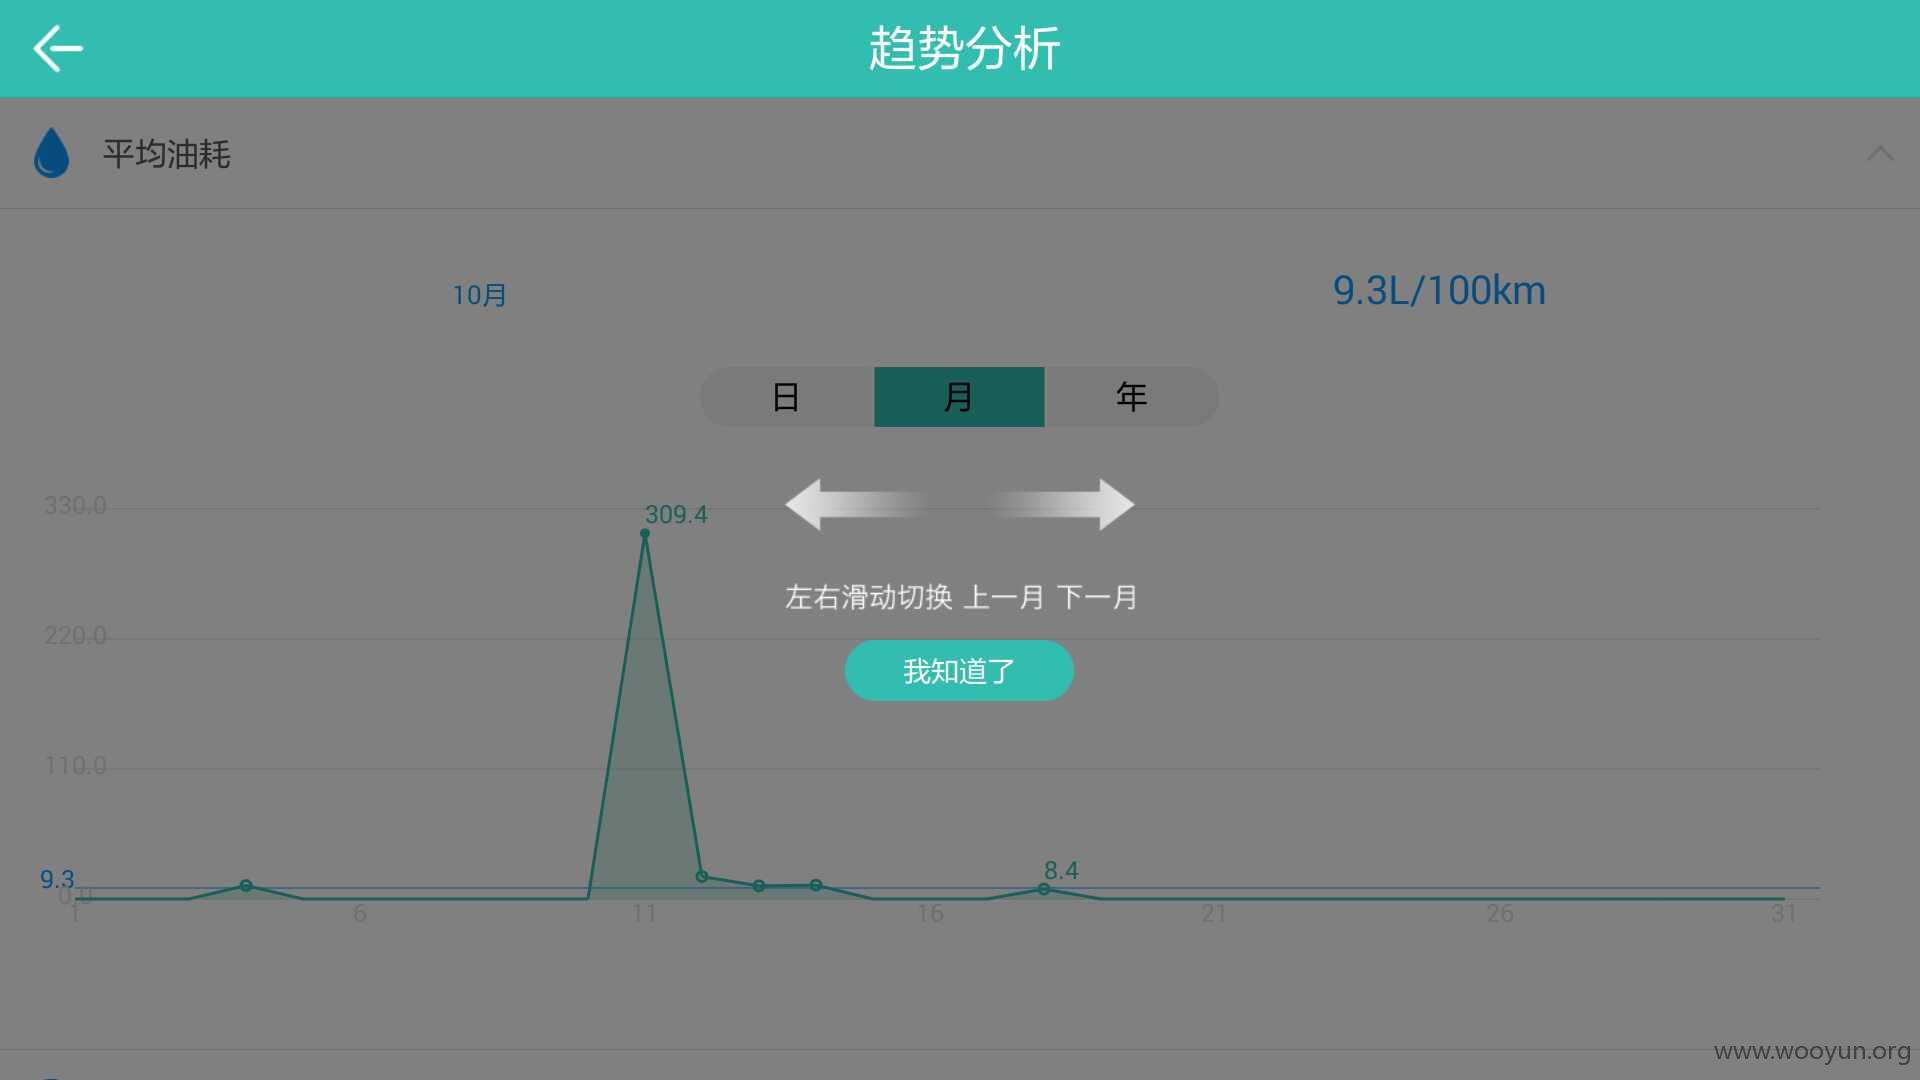 趋势分析
平均油耗
10月
9.3L/100km
日 月 年
330.0
309.4
左右滑动切换 上一月 下一月
220.0
我知道了
110.0
8.4
9.3
0.0
1 6 11 16 21 26 31
www.wooyun.org